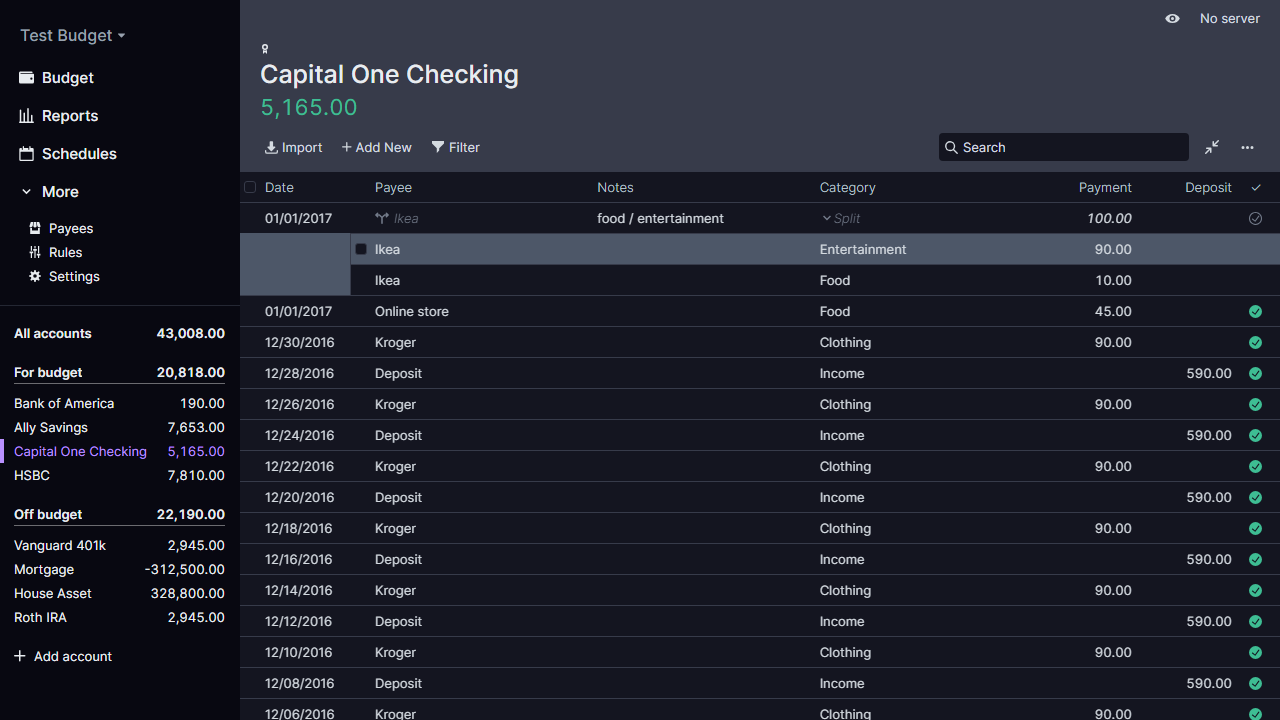 Test Budget
Budget
Reports
Schedules
More
Payees
Rules
Settings
All accounts 43,008.00
For budget 20,818.00
Bank of America 190.00
Ally Savings 7,653.00
Capital One Checking 5,165.00
HSBC 7,810.00
Off budget 22,190.00
Vanguard 401k 2,945.00
Mortgage -312,500.00
House Asset 328,800.00
Roth IRA 2,945.00
Add account
No server
Capital One Checking
5,165.00
Import Add New Filter Search
Date Payee Notes Category Payment Deposit
01/01/2017 Ikea food / entertainment Split 100.00
Ikea Entertainment 90.00
Ikea Food 10.00
01/01/2017 Online store Food 45.00
12/30/2016 Kroger Clothing 90.00
12/28/2016 Deposit Income 590.00
12/26/2016 Kroger Clothing 90.00
12/24/2016 Deposit Income 590.00
12/22/2016 Kroger Clothing 90.00
12/20/2016 Deposit Income 590.00
12/18/2016 Kroger Clothing 90.00
12/16/2016 Deposit Income 590.00
12/14/2016 Kroger Clothing 90.00
12/12/2016 Deposit Income 590.00
12/10/2016 Kroger Clothing 90.00
12/08/2016 Deposit Income 590.00
12/06/2016 Kroger Clothing 90.00